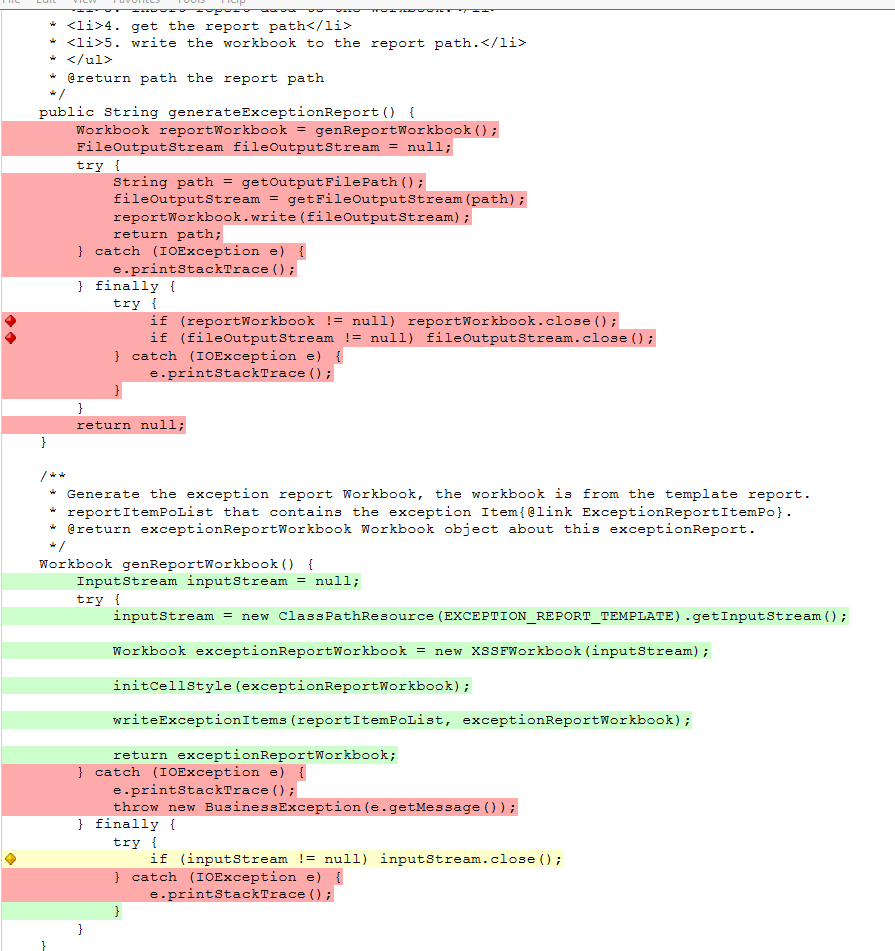 File Edit View Favorites Tools Help
* <li>4. get the report path</li>
* <li>5. write the workbook to the report path.</li>
* </ul>
* @return path the report path
*/
public String generateExceptionReport() {
Workbook reportWorkbook = genReportWorkbook();
FileOutputStream fileOutputStream = null;
try {
String path = getOutputFilePath();
fileOutputStream = getFileOutputStream(path);
reportWorkbook.write(fileOutputStream);
return path;
} catch (IOException e) {
e.printStackTrace();
} finally {
try {
if (reportWorkbook != null) reportWorkbook.close();
if (fileOutputStream != null) fileOutputStream.close();
} catch (IOException e) {
e.printStackTrace();
}
}
return null;
}
/**
* Generate the exception report Workbook, the workbook is from the template report.
* reportItemPoList that contains the exception Item{@link ExceptionReportItemPo}.
* @return exceptionReportWorkbook Workbook object about this exceptionReport.
*/
Workbook genReportWorkbook() {
InputStream inputStream = null;
try {
inputStream = new ClassPathResource(EXCEPTION_REPORT_TEMPLATE).getInputStream();
Workbook exceptionReportWorkbook = new XSSFWorkbook(inputStream);
initCellStyle(exceptionReportWorkbook);
writeExceptionItems(reportItemPoList, exceptionReportWorkbook);
return exceptionReportWorkbook;
} catch (IOException e) {
e.printStackTrace();
throw new BusinessException(e.getMessage());
} finally {
try {
if (inputStream != null) inputStream.close();
} catch (IOException e) {
e.printStackTrace();
}
}
}